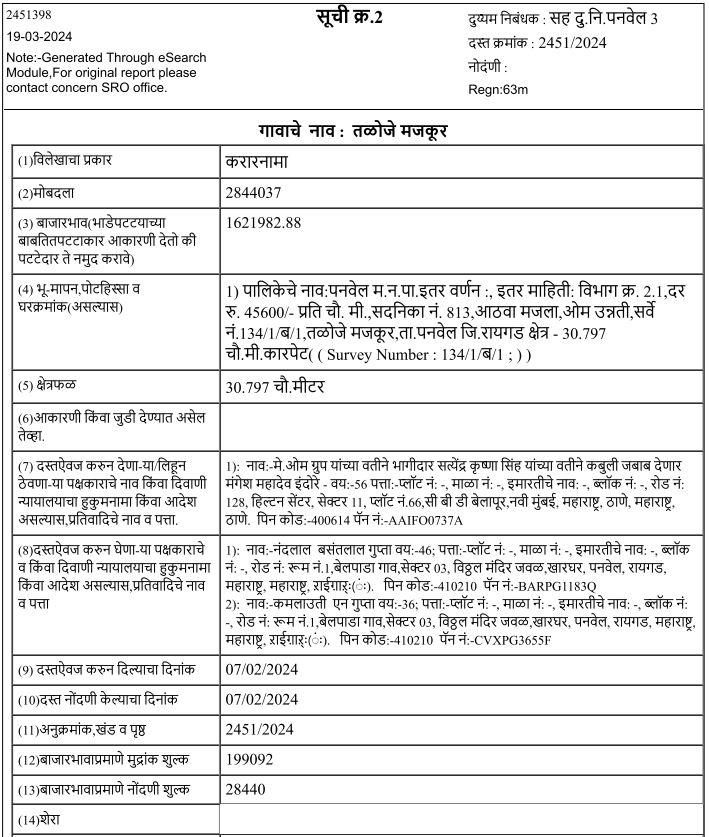 2451398
19-03-2024
Note:-Generated Through eSearch
Module,For original report please
contact concern SRO office.
सूची क्र.2
दुय्यम निबंधक : सह दु.नि.पनवेल 3
दस्त क्रमांक : 2451/2024
नोदंणी :
Regn:63m
गावाचे नाव : तळोजे मजकूर
(1)विलेखाचा प्रकार
करारनामा
(2)मोबदला
2844037
(3) बाजारभाव(भाडेपटटयाच्या
बाबतितपटटाकार आकारणी देतो की
पटटेदार ते नमुद करावे)
1621982.88
(4) भू-मापन,पोटहिस्सा व
घरक्रमांक(असल्यास)
1) पालिकेचे नाव:पनवेल म.न.पा.इतर वर्णन :, इतर माहिती: विभाग क्र. 2.1,दर
रु. 45600/- प्रति चौ. मी.,सदनिका नं. 813,आठवा मजला,ओम उन्नती,सर्वे
नं.134/1/ब/1,तळोजे मजकूर,ता.पनवेल जि.रायगड क्षेत्र - 30.797
चौ.मी.कारपेट( ( Survey Number : 134/1/ब/1 ; ) )
(5) क्षेत्रफळ
30.797 चौ.मीटर
(6)आकारणी किंवा जुडी देण्यात असेल
तेव्हा.
(7) दस्तऐवज करुन देणा-या/लिहून
ठेवणा-या पक्षकाराचे नाव किंवा दिवाणी
न्यायालयाचा हुकुमनामा किंवा आदेश
असल्यास,प्रतिवादिचे नाव व पत्ता.
1): नाव:-मे.ओम ग्रुप यांच्या वतीने भागीदार सत्येंद्र कृष्णा सिंह यांच्या वतीने कबुली जबाब देणार
मंगेश महादेव इंदोरे - वय:-56 पत्ता:-प्लॉट नं: -, माळा नं: -, इमारतीचे नाव: -, ब्लॉक नं: -, रोड नं:
128, हिल्टन सेंटर, सेक्टर 11, प्लॉट नं.66,सी बी डी बेलापूर,नवी मुंबई, महाराष्ट्र, ठाणे, महाराष्ट्र,
ठाणे. पिन कोड:-400614 पॅन नं:-AAIFO0737A
(8)दस्तऐवज करुन घेणा-या पक्षकाराचे
व किंवा दिवाणी न्यायालयाचा हुकुमनामा
किंवा आदेश असल्यास,प्रतिवादिचे नाव
व पत्ता
1): नाव:-नंदलाल बसंतलाल गुप्ता वय:-46; पत्ता:-प्लॉट नं: -, माळा नं: -, इमारतीचे नाव: -, ब्लॉक
नं: -, रोड नं: रूम नं.1,बेलपाडा गाव,सेक्टर 03, विठ्ठल मंदिर जवळ,खारघर, पनवेल, रायगड,
महाराष्ट्र, महाराष्ट्र, पिन कोड:-410210 पॅन नं:-BARPG1183Q
2): नाव:-कमलाउती एन गुप्ता वय:-36; पत्ता:-प्लॉट नं: -, माळा नं: -, इमारतीचे नाव: -, ब्लॉक नं:
-, रोड नं: रूम नं.1,बेलपाडा गाव,सेक्टर 03, विठ्ठल मंदिर जवळ,खारघर, पनवेल, रायगड, महाराष्ट्र,
महाराष्ट्र, पिन कोड:-410210 पॅन नं:-CVXPG3655F
(9) दस्तऐवज करुन दिल्याचा दिनांक
07/02/2024
(10)दस्त नोंदणी केल्याचा दिनांक
07/02/2024
(11)अनुक्रमांक,खंड व पृष्ठ
2451/2024
(12)बाजारभावाप्रमाणे मुद्रांक शुल्क
199092
(13)बाजारभावाप्रमाणे नोंदणी शुल्क
28440
(14)शेरा